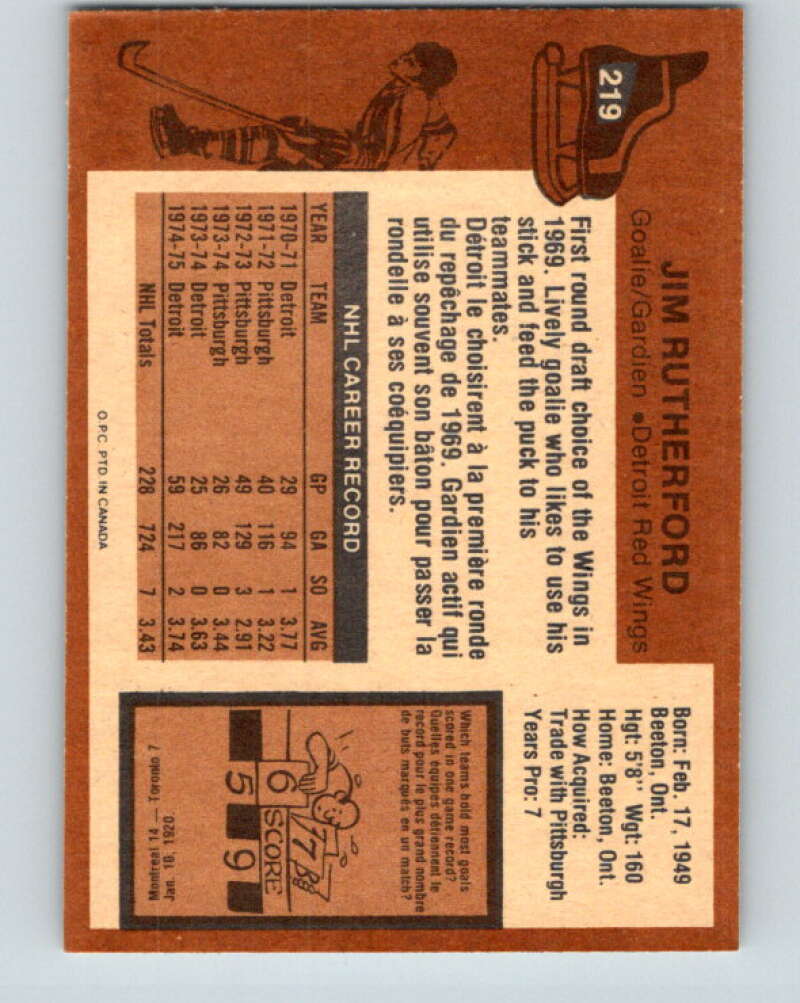 219
JIM RUTHERFORD
Goalie/Gardien ●Detroit Red Wings
First round draft choice of the Wings in
1969. Lively goalie who likes to use his
stick and feed the puck to his
teammates.
Détroit le choisirent à la première ronde
du repêchage de 1969. Gardien actif qui
utilise souvent son bâton pour passer la
rondelle à ses coéquipiers.
NHL CAREER RECORD
YEAR TEAM GP GA SO AVG
1970-71 Detroit 29 94 1 3.77
1971-72 Pittsburgh 40 116 1 3.22
1972-73 Pittsburgh 49 129 3 2.91
1973-74 Pittsburgh 26 82 0 3.44
1973-74 Detroit 25 86 0 3.63
1974-75 Detroit 59 217 2 3.74
NHL Totals 228 724 7 3.43
O.P.C. PTD. IN CANADA
Born: Feb. 17, 1949
Beeton, Ont.
Hgt: 5'8'' Wgt: 160
Home: Beeton, Ont.
How Acquired:
Trade with Pittsburgh
Years Pro: 7
Which teams hold most goals
scored in one game record?
Quelles équipes détiennent le
record pour le plus grand nombre
de buts marqués en un match?
SCORE
6
5 9
Jan. 10, 1920.
Montreal 14 Toronto — 7